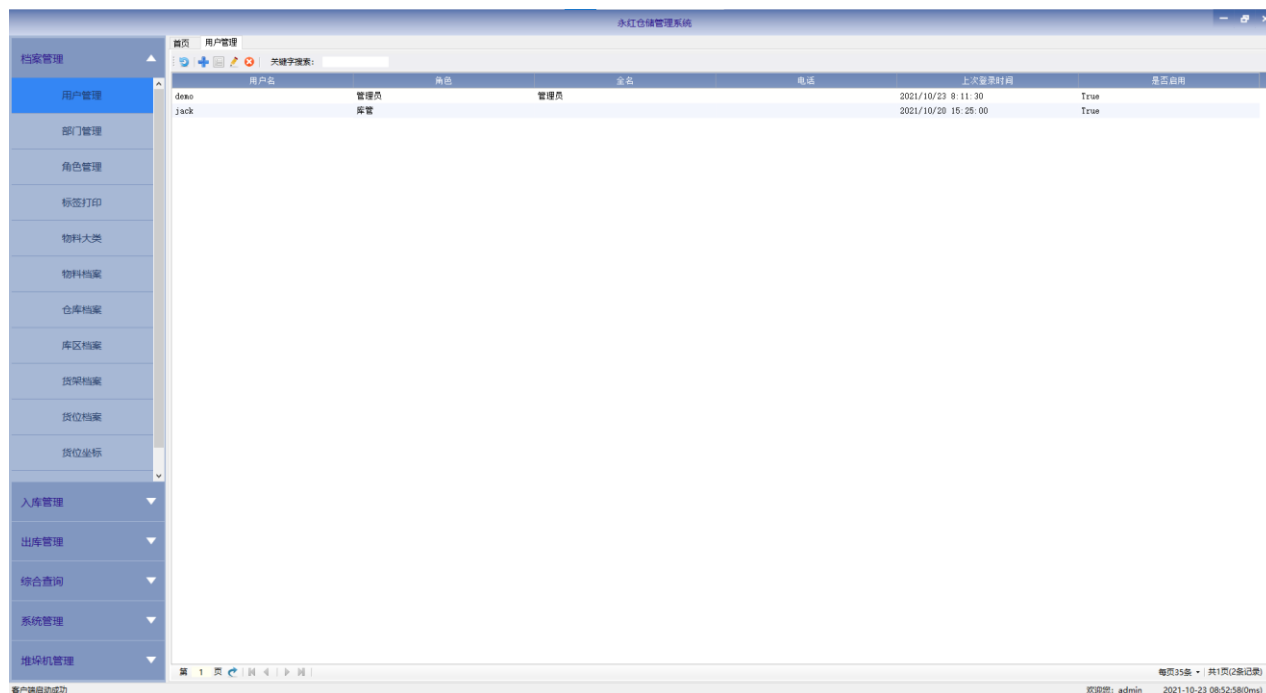 永红仓储管理系统
档案管理
用户管理
部门管理
角色管理
标签打印
物料大类
物料档案
仓库档案
库区档案
货架档案
货位档案
货位坐标
入库管理
出库管理
综合查询
系统管理
堆垛机管理
首页 用户管理
关键字搜索:
用户名 角色 全名 电话 上次登录时间 是否启用
demo 管理员 管理员 2021/10/23 8:11:30 True
jack 库管 2021/10/20 15:25:00 True
第 1 页 每页35条 共1页(2条记录)
客户端启动成功 欢迎您: admin 2021-10-23 08:52:58(0ms)